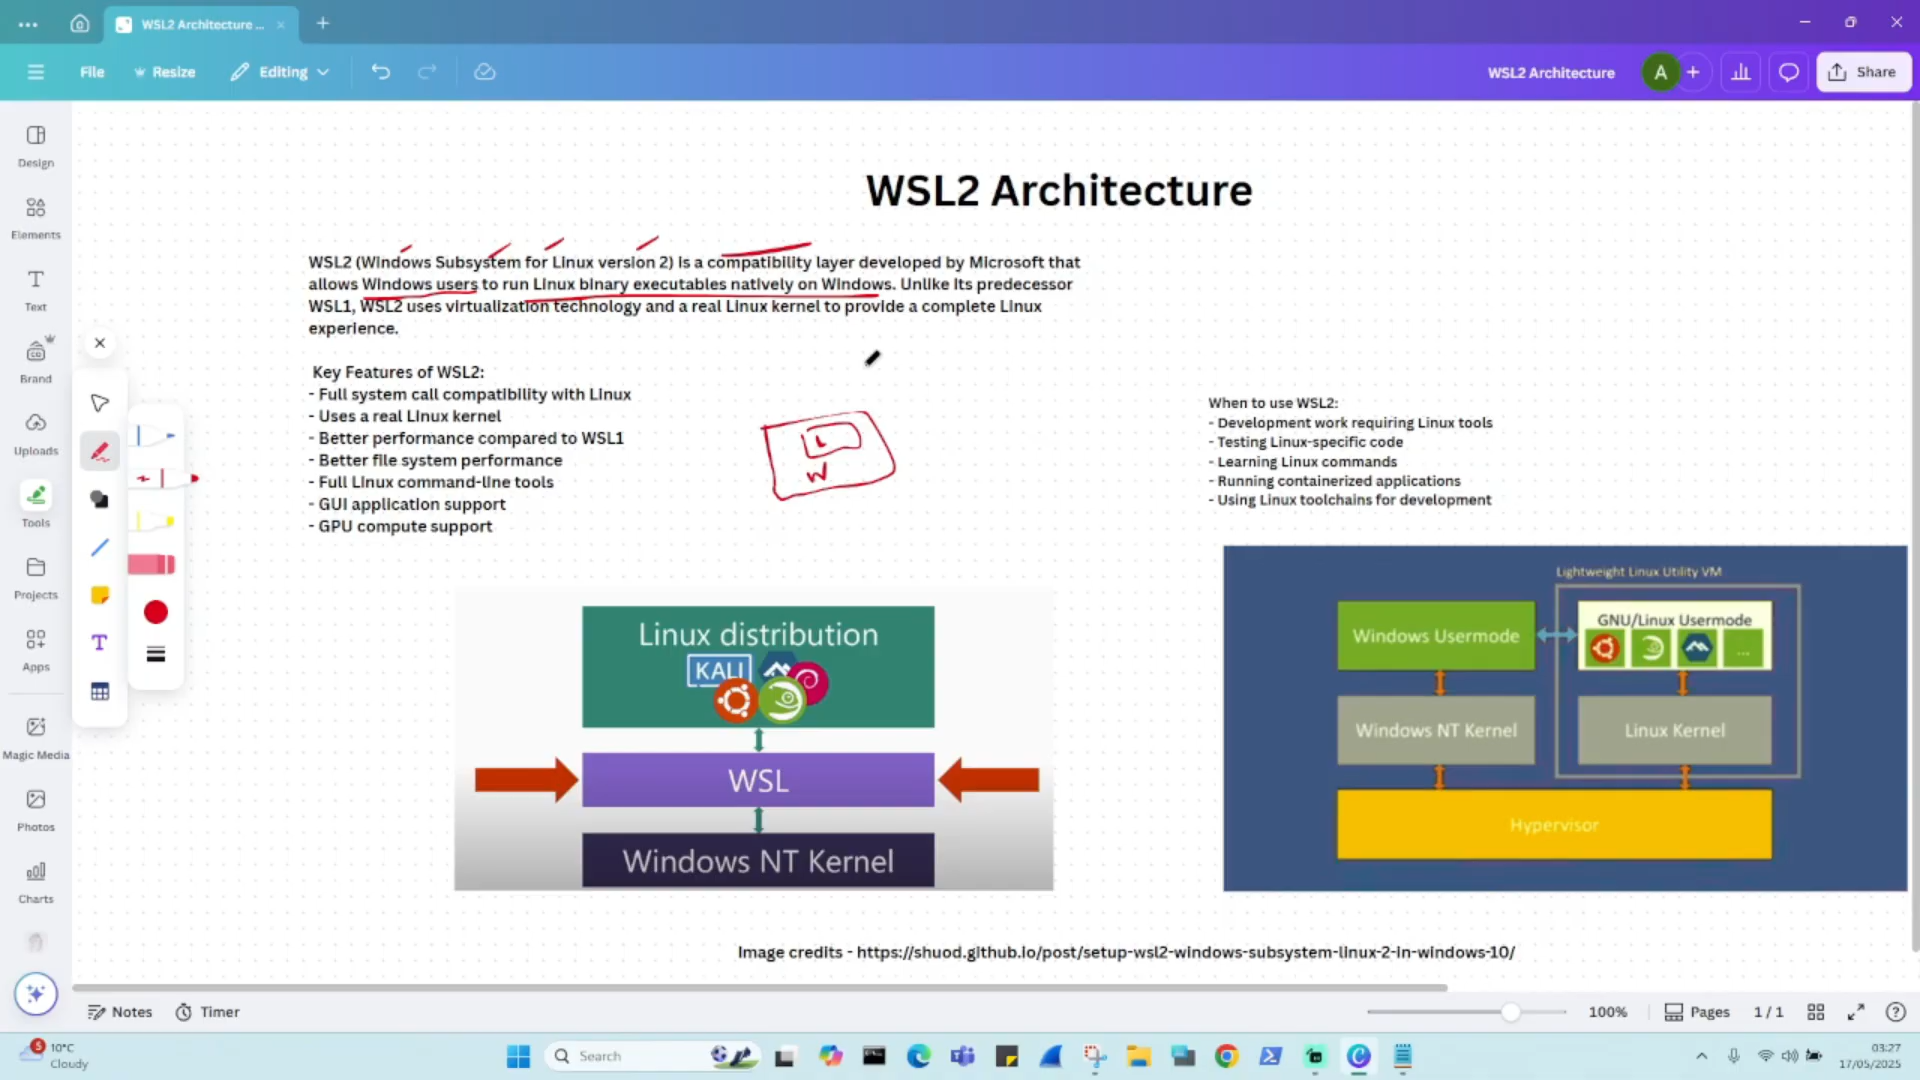 WSL2 Architecture ...
File
Resize
Editing
WSL2 Architecture
A
Share
Design
Elements
Text
Brand
Uploads
Tools
Projects
Apps
Magic Media
Photos
Charts
WSL2 Architecture
WSL2 (Windows Subsystem for Linux version 2) is a compatibility layer developed by Microsoft that
allows Windows users to run Linux binary executables natively on Windows. Unlike its predecessor
WSL1, WSL2 uses virtualization technology and a real Linux kernel to provide a complete Linux
experience.
Key Features of WSL2:
- Full system call compatibility with Linux
- Uses a real Linux kernel
- Better performance compared to WSL1
- Better file system performance
- Full Linux command-line tools
- GUI application support
- GPU compute support
L
W
When to use WSL2:
- Development work requiring Linux tools
- Testing Linux-specific code
- Learning Linux commands
- Running containerized applications
- Using Linux toolchains for development
Linux distribution
KALI
WSL
Windows NT Kernel
Lightweight Linux Utility VM
Windows Usermode
GNU/Linux Usermode
...
Windows NT Kernel
Linux Kernel
Hypervisor
Image credits - https://shuod.github.io/post/setup-wsl2-windows-subsystem-linux-2-in-windows-10/
Notes
Timer
100%
Pages
1 / 1
5
10°C
Cloudy
Search
03:27
17/05/2025